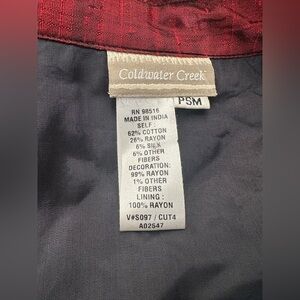 Coldwater Creek
PSM
RN 98516
MADE IN INDIA
SELF:
62% COTTON
26% RAYON
6% SILK
6% OTHER
FIBERS
DECORATION:
99% RAYON
1% OTHER
FIBERS
LINING:
100% RAYON
V#S097 / CUT4
A02S47